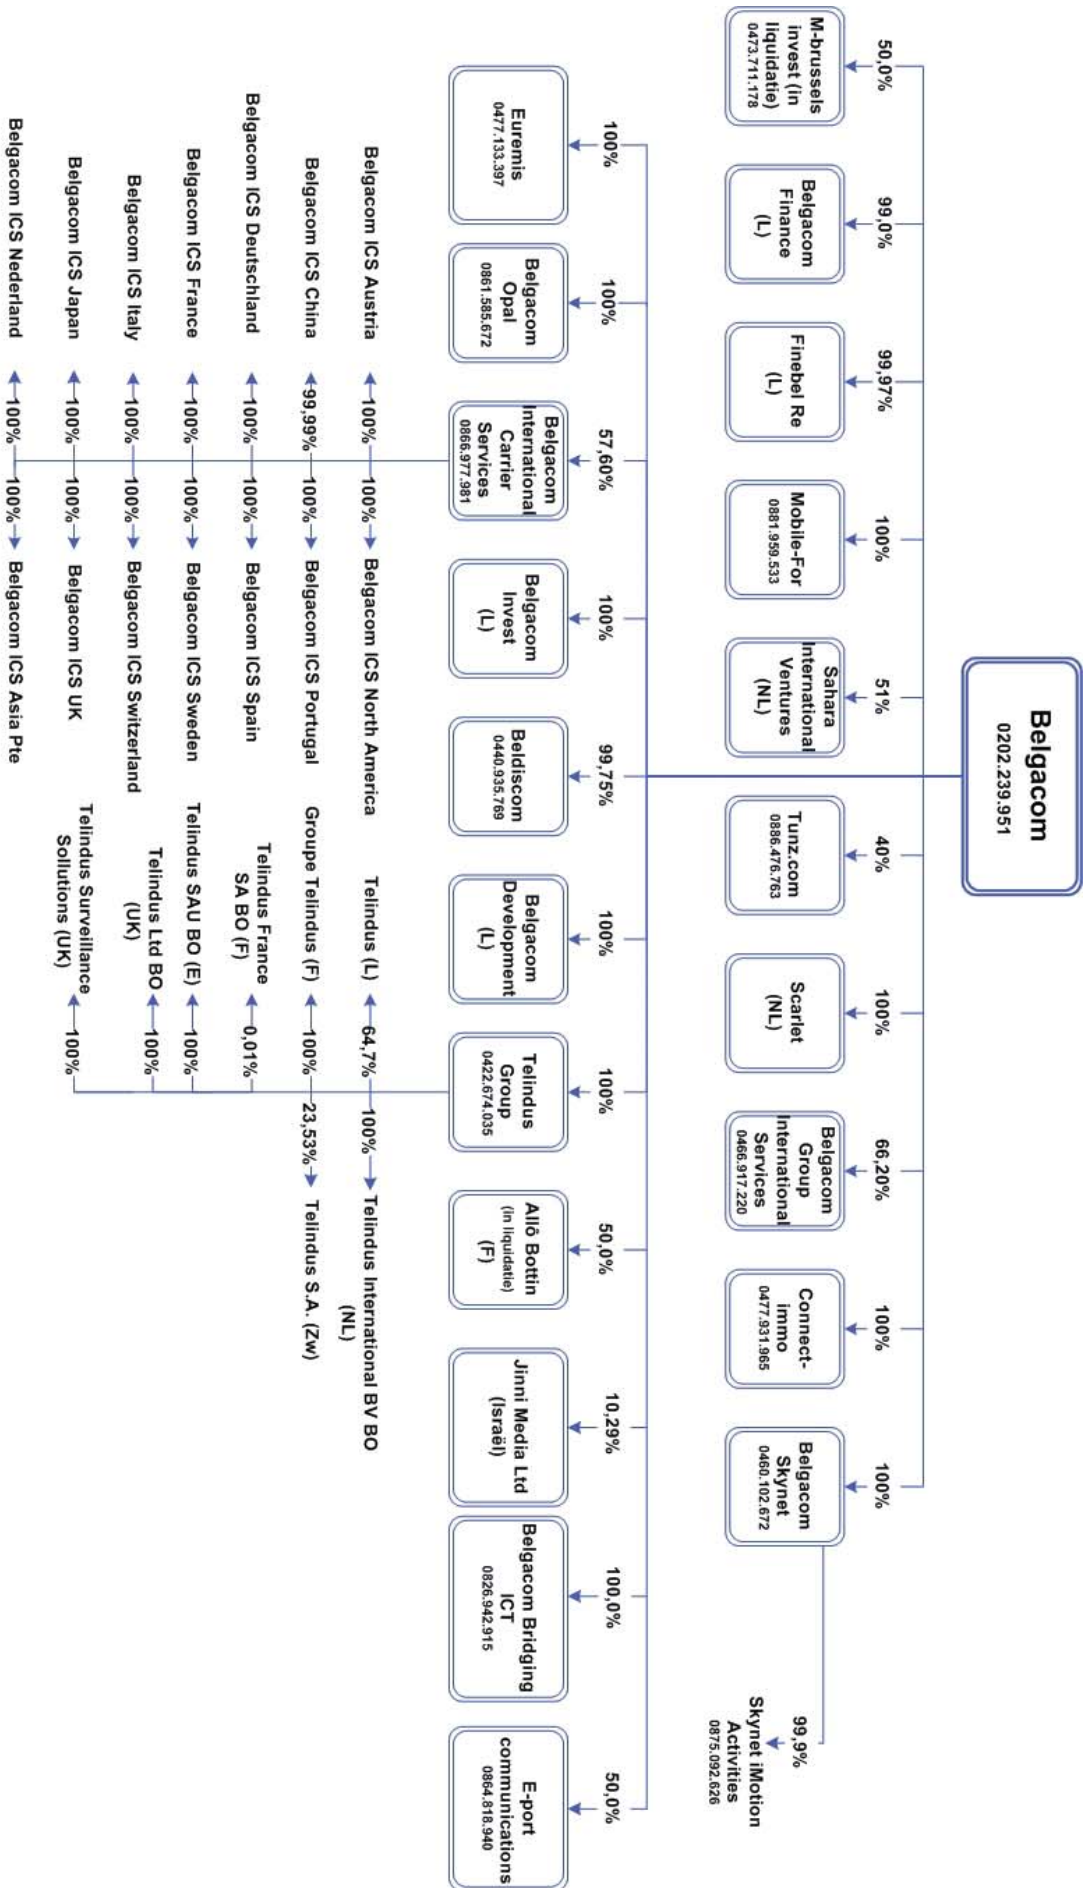 Belgacom
0202.239.951
50,0%
99,0%
99,97%
100%
51%
40%
100%
66,20%
100%
100%
M-brussels
invest (in
liquidatie)
0473.711.178
Belgacom
Finance
(L)
Finebel Re
(L)
Mobile-For
0881.959.533
Sahara
International
Ventures
(NL)
Tunz.com
0886.476.763
Scarlet
(NL)
Belgacom
Group
International
Services
0466.917.220
Connect-
immo
0477.931.965
Belgacom
Skynet
0460.102.672
99,9%
Skynet iMotion
Activities
0875.092.626
100%
100%
57,60%
100%
99,75%
100%
100%
50,0%
10,29%
100,0%
50,0%
Euremis
0477.133.397
Belgacom
Opal
0861.585.672
Belgacom
International
Carrier
Services
0866.977.981
Belgacom
Invest
(L)
Beldiscom
0440.935.769
Belgacom
Development
(L)
Telindus
Group
0422.674.035
Allô Bottin
(in liquidatie)
(F)
Jinni Media Ltd
(Israël)
Belgacom Bridging
ICT
0826.942.915
E-port
communications
0864.818.940
Belgacom ICS Austria 100% 100% Belgacom ICS North America
Belgacom ICS China 99,99% 100% Belgacom ICS Portugal
Belgacom ICS Deutschland 100% 100% Belgacom ICS Spain
Belgacom ICS France 100% 100% Belgacom ICS Sweden
Belgacom ICS Italy 100% 100% Belgacom ICS Switzerland
Belgacom ICS Japan 100% 100% Belgacom ICS UK
Belgacom ICS Nederland 100% 100% Belgacom ICS Asia Pte
Telindus (L) 64,7% 100% Telindus International BV BO
(NL)
Groupe Telindus (F) 100% 23,53% Telindus S.A. (Zw)
Telindus France
SA BO (F)
0,01%
Telindus SAU BO (E) 100%
Telindus Ltd BO
(UK)
100%
Telindus Surveillance
Sollutions (UK)
100%